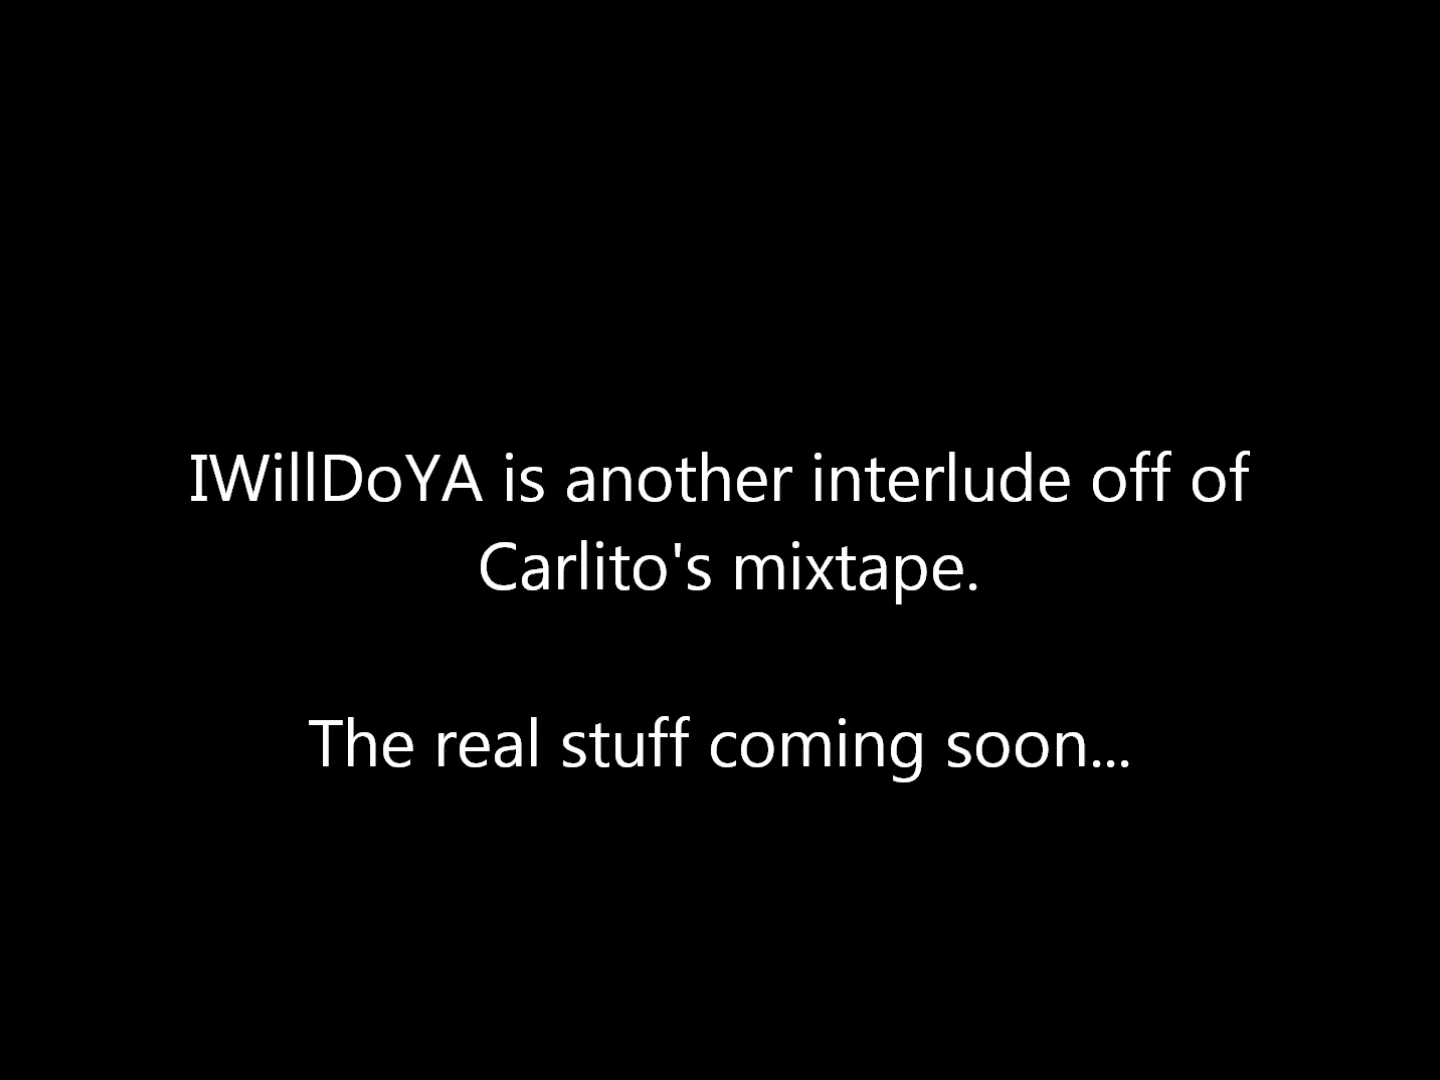 IWillDoYA is another interlude off of
Carlito's mixtape.
The real stuff coming soon...